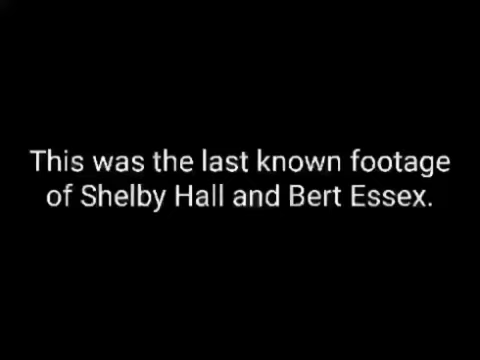 This was the last known footage
of Shelby Hall and Bert Essex.